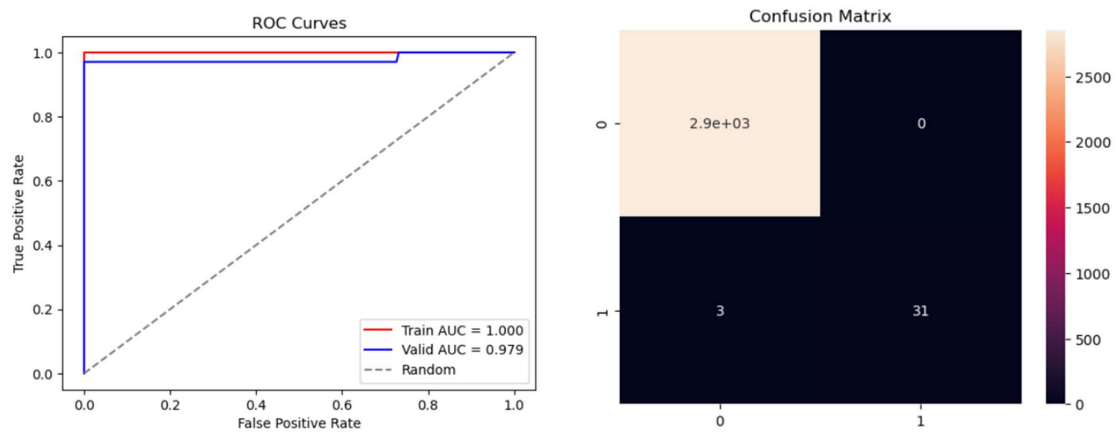 ROC Curves
True Positive Rate
1.0
0.8
0.6
0.4
0.2
0.0
Train AUC = 1.000
Valid AUC = 0.979
Random
0.0 0.2 0.4 0.6 0.8 1.0
False Positive Rate
Confusion Matrix
0
2.9e+03 0
1
3 31
0 1
2500
2000
1500
1000
500
0